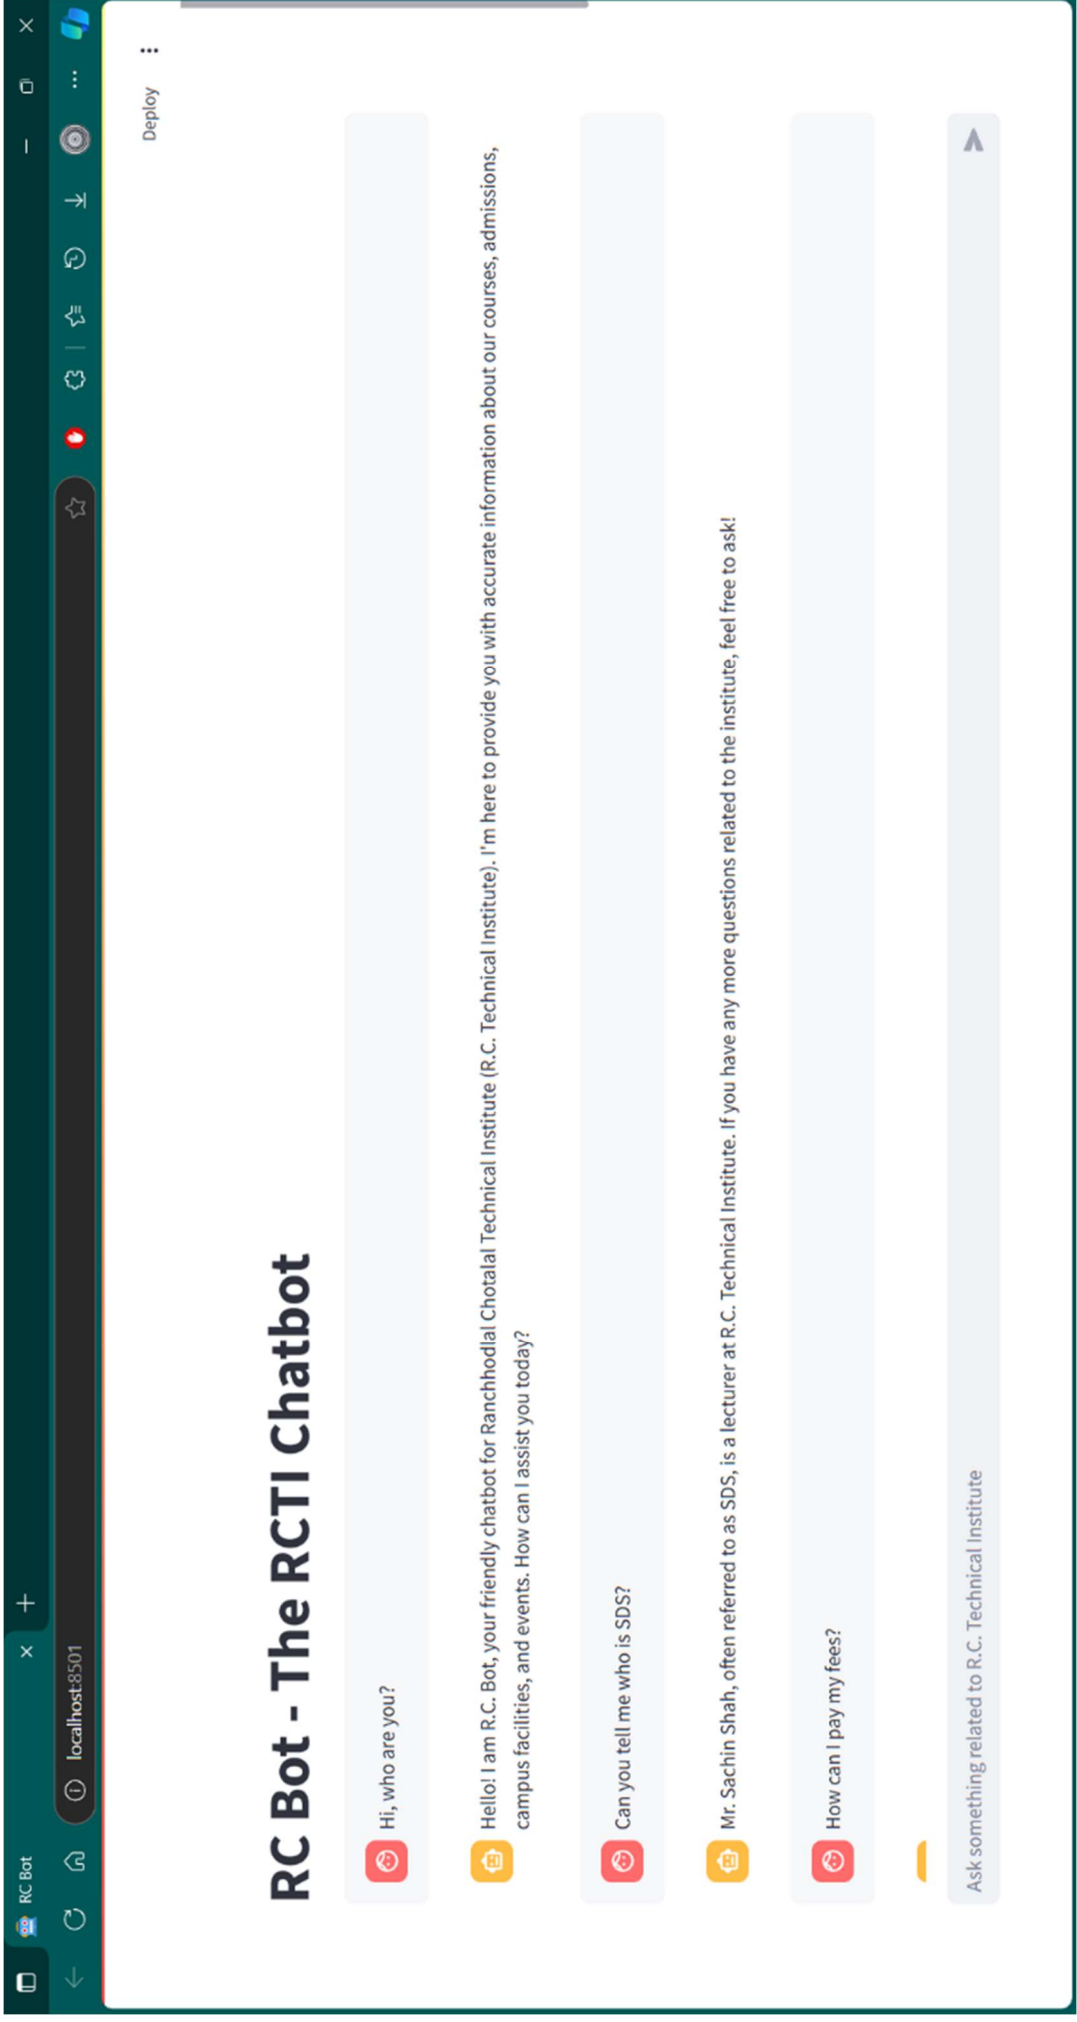 RC Bot
localhost:8501
Deploy
RC Bot - The RCTI Chatbot
Hi, who are you?
Hello! I am R.C. Bot, your friendly chatbot for Ranchhodlal Chotalal Technical Institute (R.C. Technical Institute). I'm here to provide you with accurate information about our courses, admissions,
campus facilities, and events. How can I assist you today?
Can you tell me who is SDS?
Mr. Sachin Shah, often referred to as SDS, is a lecturer at R.C. Technical Institute. If you have any more questions related to the institute, feel free to ask!
How can I pay my fees?
Ask something related to R.C. Technical Institute